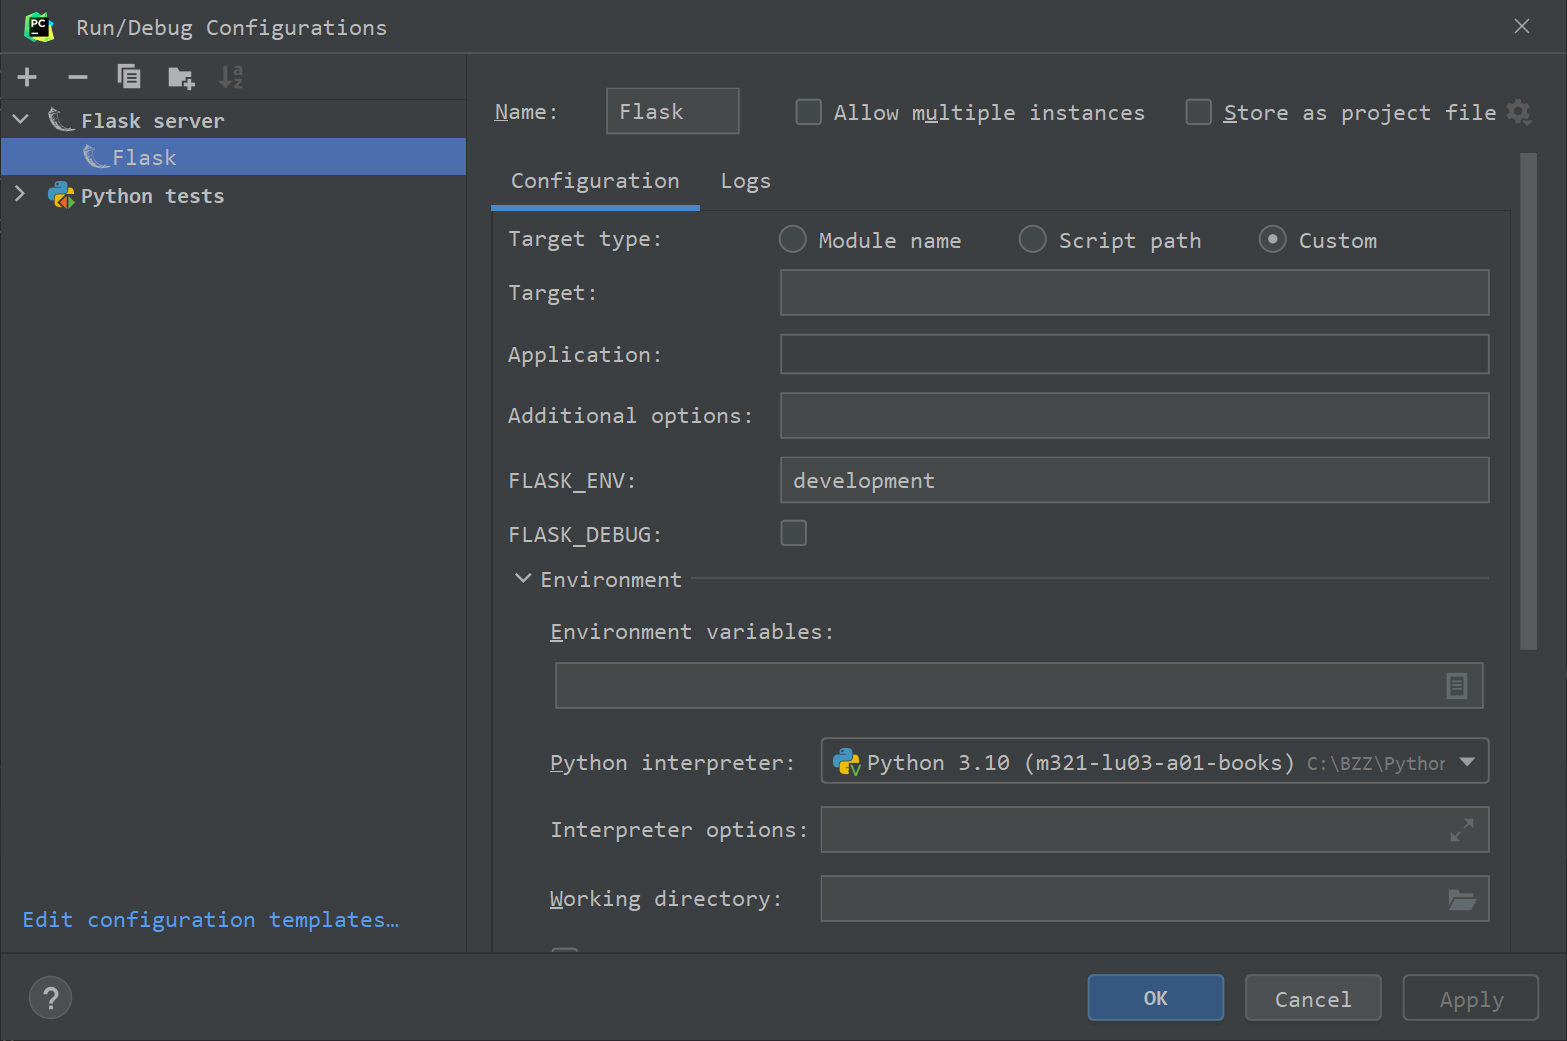 PC
Run/Debug Configurations
Name: Flask Allow multiple instances Store as project file
Flask server
Flask
Python tests
Configuration Logs
Target type: Module name Script path Custom
Target:
Application:
Additional options:
FLASK_ENV: development
FLASK_DEBUG:
Environment
Environment variables:
Python interpreter: V Python 3.10 (m321-lu03-a01-books) C:\BZZ\Python
Interpreter options:
Working directory:
Edit configuration templates…
? OK Cancel Apply